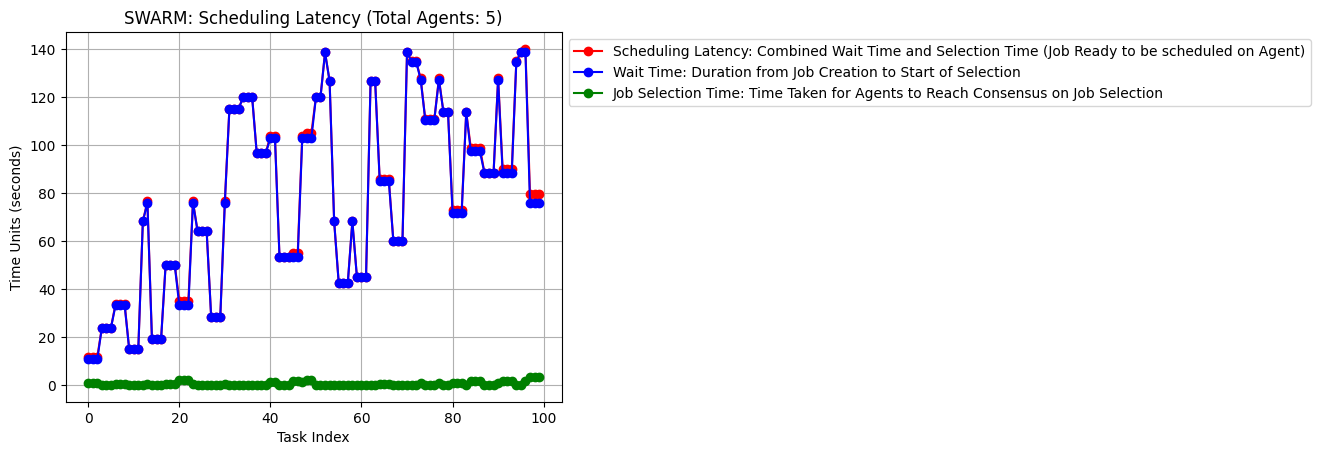 SWARM: Scheduling Latency (Total Agents: 5)
Time Units (seconds)
140
120
100
80
60
40
20
0
0 20 40 60 80 100
Task Index
Scheduling Latency: Combined Wait Time and Selection Time (Job Ready to be scheduled on Agent)
Wait Time: Duration from Job Creation to Start of Selection
Job Selection Time: Time Taken for Agents to Reach Consensus on Job Selection